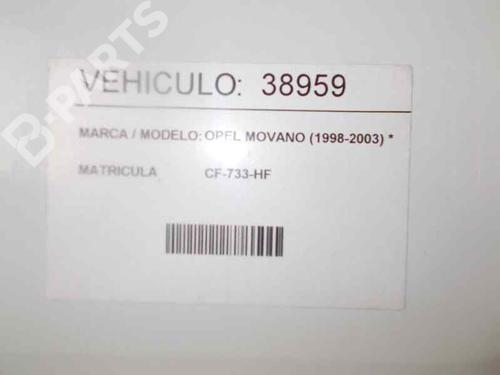 VEHICULO: 38959
MARCA / MODELO: OPEL MOVANO (1998-2003) *
MATRICULA CF-733-HF
B-PARTS